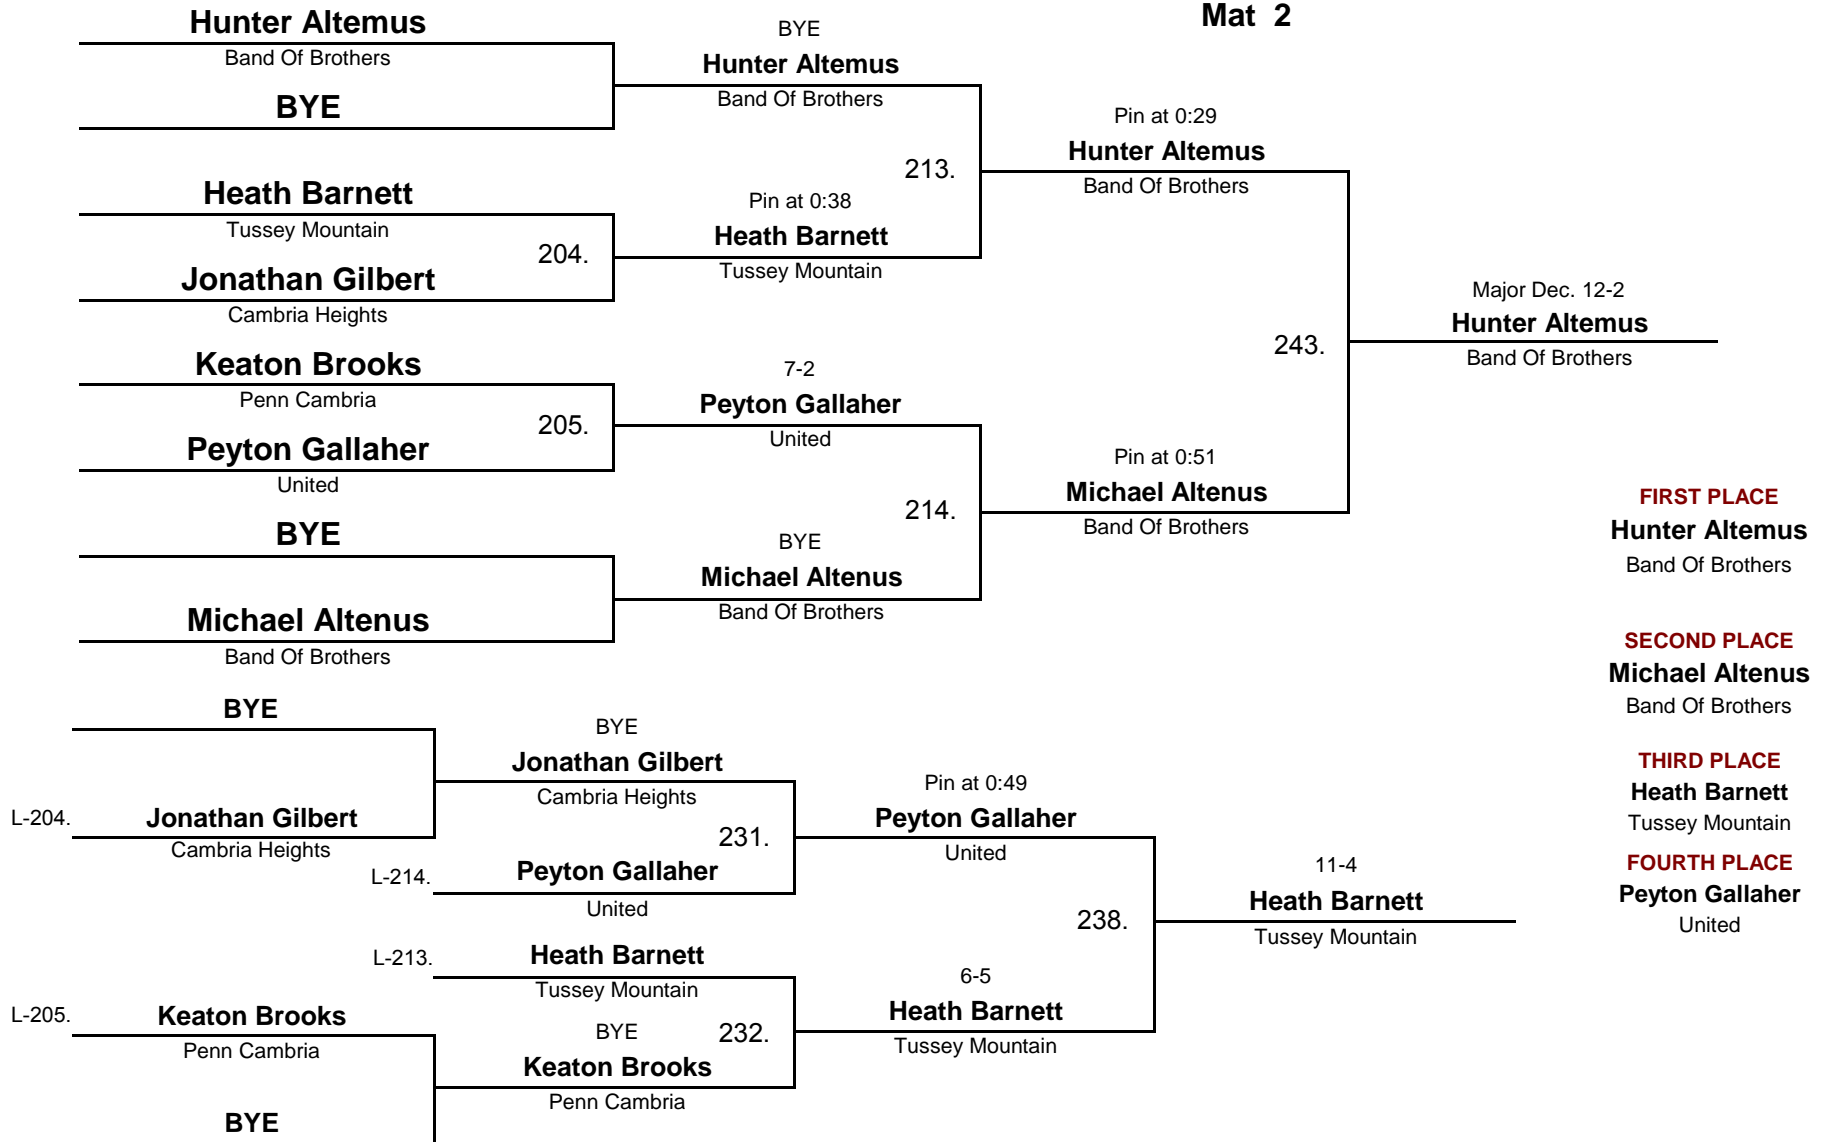 Mat 2
Hunter Altemus
Band Of Brothers
BYE
Heath Barnett
Tussey Mountain
204.
Jonathan Gilbert
Cambria Heights
Keaton Brooks
Penn Cambria
205.
Peyton Gallaher
United
BYE
Michael Altenus
Band Of Brothers
BYE
Hunter Altemus
Band Of Brothers
213.
Pin at 0:38
Heath Barnett
Tussey Mountain
7-2
Peyton Gallaher
United
214.
BYE
Michael Altenus
Band Of Brothers
Pin at 0:29
Hunter Altemus
Band Of Brothers
243.
Pin at 0:51
Michael Altenus
Band Of Brothers
Major Dec. 12-2
Hunter Altemus
Band Of Brothers
FIRST PLACE
Hunter Altemus
Band Of Brothers
SECOND PLACE
Michael Altenus
Band Of Brothers
THIRD PLACE
Heath Barnett
Tussey Mountain
FOURTH PLACE
Peyton Gallaher
United
BYE
L-204.
Jonathan Gilbert
Cambria Heights
L-205.
Keaton Brooks
Penn Cambria
BYE
BYE
Jonathan Gilbert
Cambria Heights
231.
L-214.
Peyton Gallaher
United
L-213.
Heath Barnett
Tussey Mountain
BYE
232.
Keaton Brooks
Penn Cambria
Pin at 0:49
Peyton Gallaher
United
238.
6-5
Heath Barnett
Tussey Mountain
11-4
Heath Barnett
Tussey Mountain